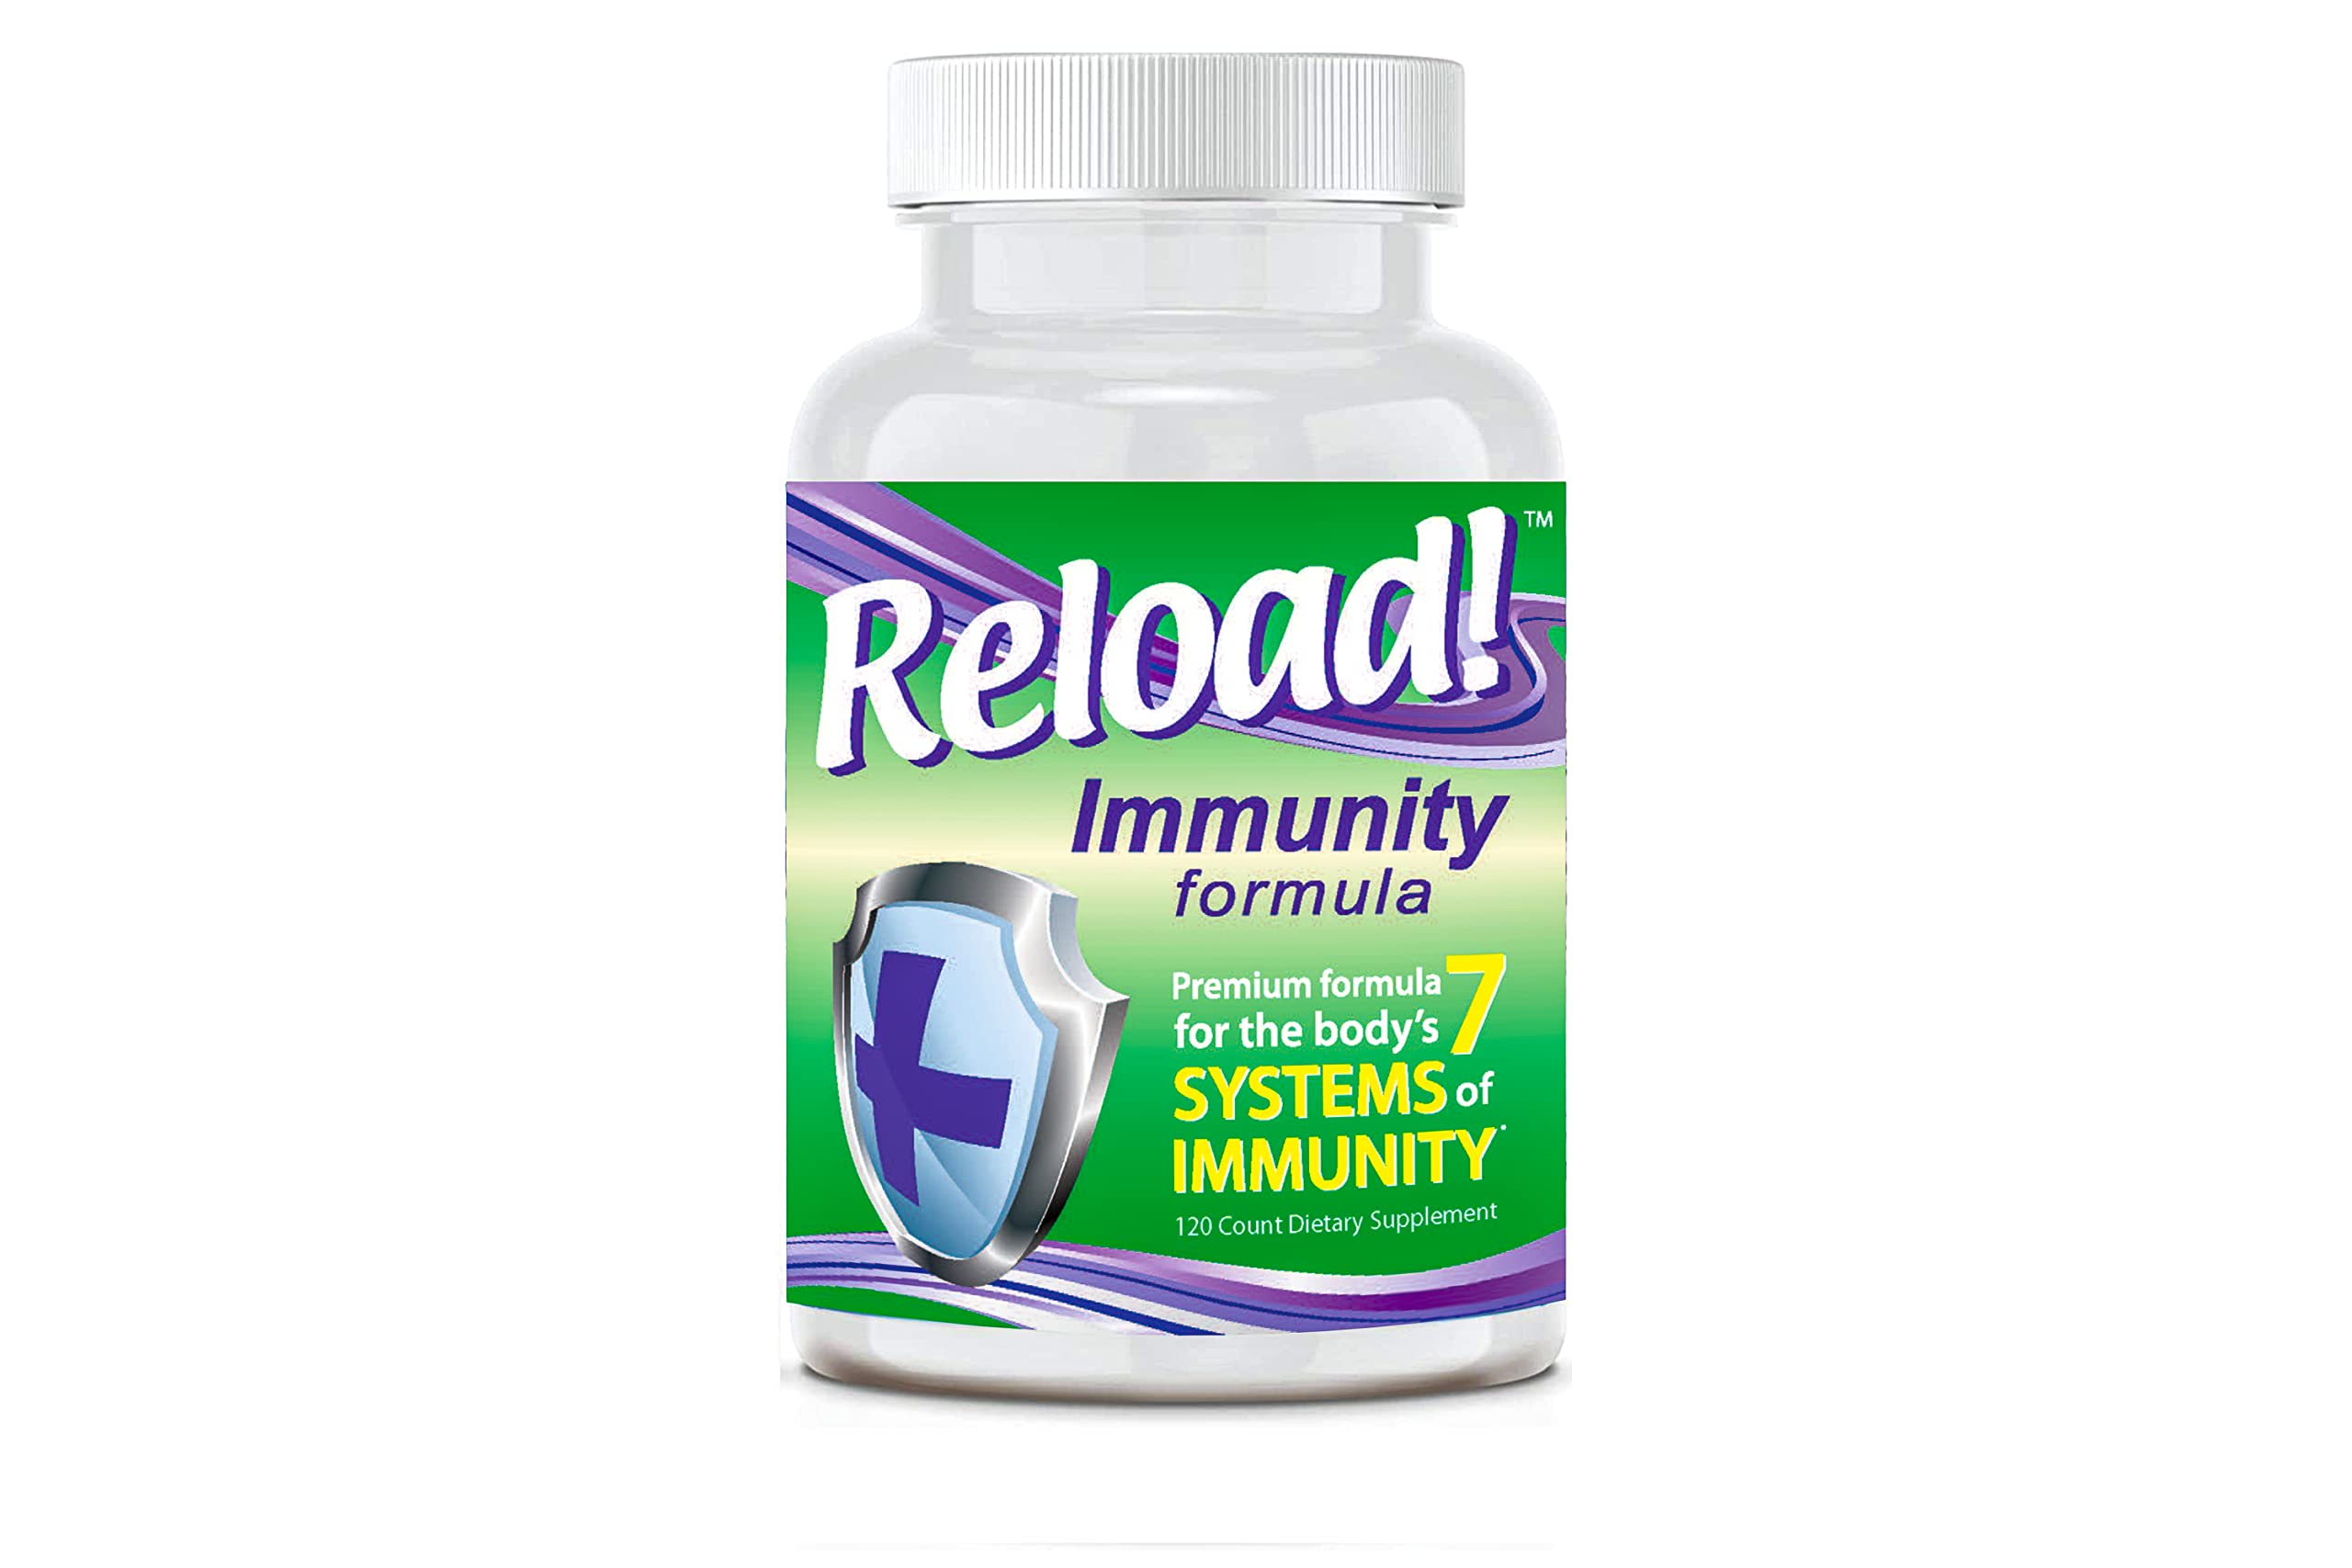 Reload!™
Immunity
formula
Premium formula 7
for the body's
SYSTEMS of
IMMUNITY*
120 Count Dietary Supplement